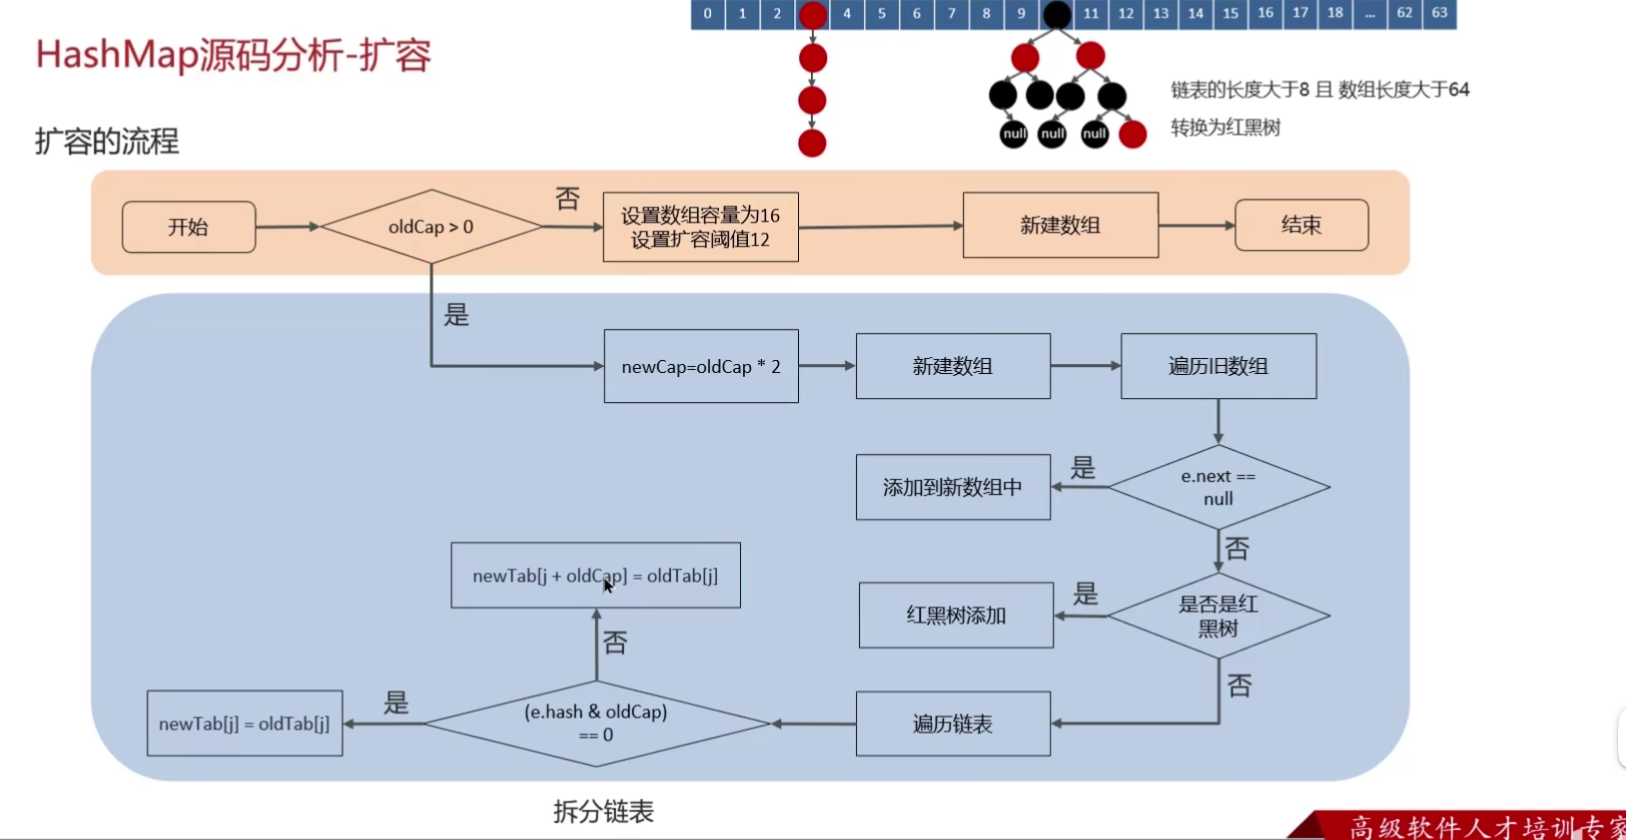 0 1 2 4 5 6 7 8 9 11 12 13 14 15 16 17 18 ... 62 63
HashMap源码分析-扩容
链表的长度大于8 且 数组长度大于64
转换为红黑树
null null null
扩容的流程
开始
oldCap > 0
否
设置数组容量为16
设置扩容阈值12
新建数组
结束
是
newCap=oldCap * 2
新建数组
遍历旧数组
e.next ==
null
是
添加到新数组中
否
是否是红
黑树
是
红黑树添加
否
遍历链表
(e.hash & oldCap)
== 0
否
newTab[j + oldCap] = oldTab[j]
是
newTab[j] = oldTab[j]
拆分链表
高级软件人才培训专家